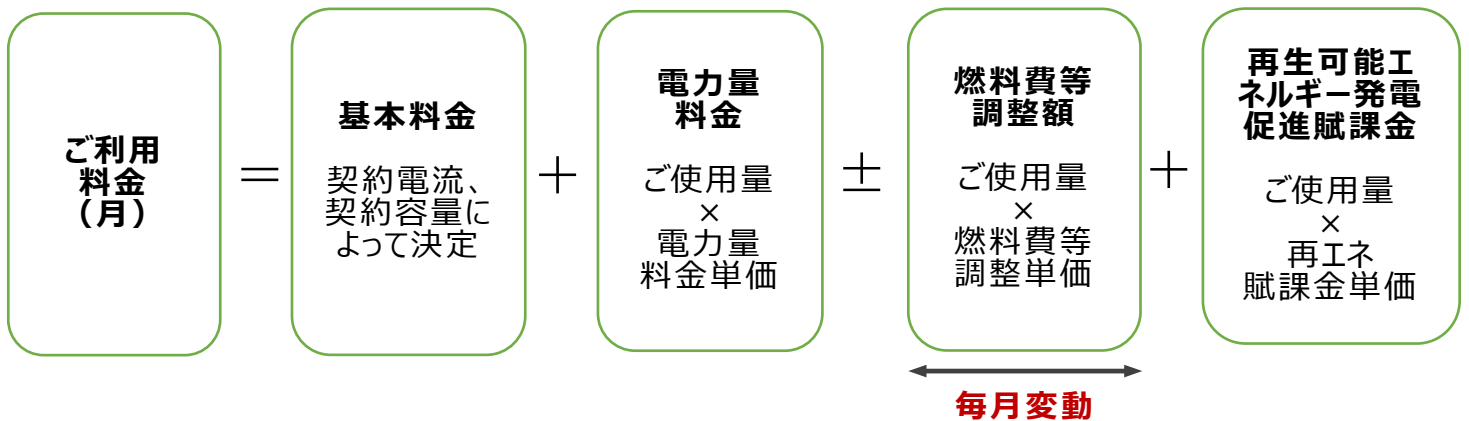 ご利用
料金
(月)
＝
基本料金
契約電流、
契約容量に
よって決定
＋
電力量
料金
ご使用量
×
電力量
料金単価
±
燃料費等
調整額
ご使用量
×
燃料費等
調整単価
＋
再生可能エ
ネルギー発電
促進賦課金
ご使用量
×
再エネ
賦課金単価
毎月変動